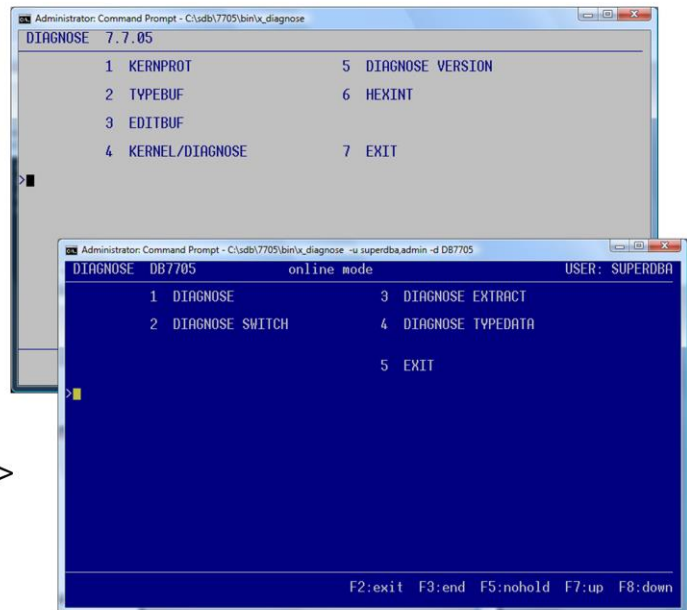 Administrator: Command Prompt - C:\sdb\7705\bin\x_diagnose
DIAGNOSE 7.7.05
1 KERNPROT 5 DIAGNOSE VERSION
2 TYPEBUF 6 HEXINT
3 EDITBUF
4 KERNEL/DIAGNOSE 7 EXIT
>
Administrator: Command Prompt - C:\sdb\7705\bin\x_diagnose -u superdba,admin -d DB7705
DIAGNOSE DB7705 online mode USER: SUPERDBA
1 DIAGNOSE 3 DIAGNOSE EXTRACT
2 DIAGNOSE SWITCH 4 DIAGNOSE TYPEDATA
5 EXIT
>
>
F2:exit F3:end F5:nohold F7:up F8:down